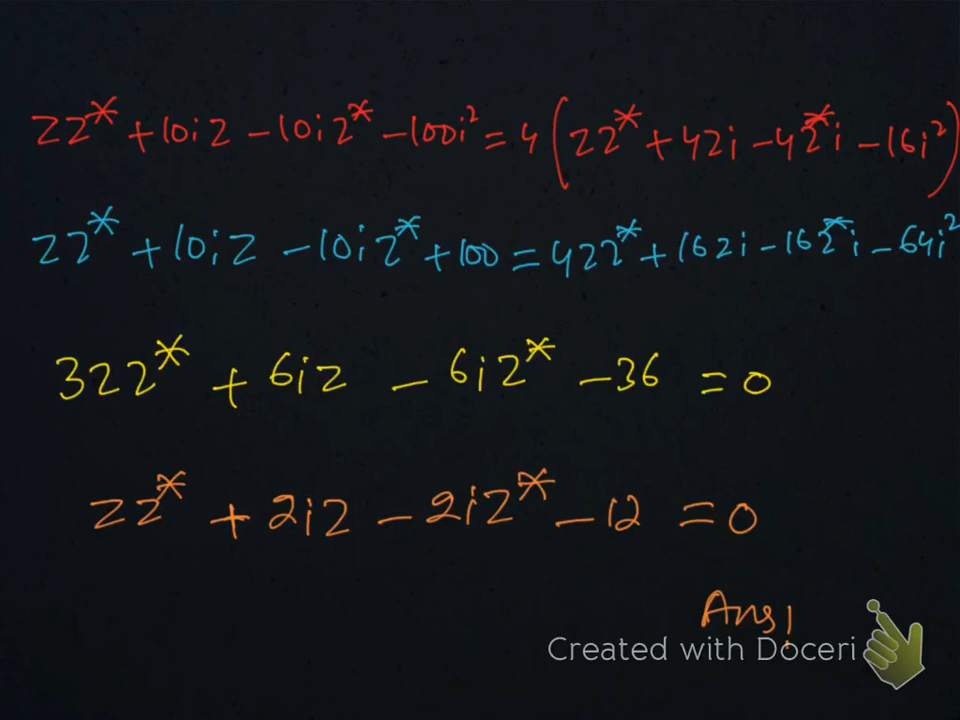 zz* + 10iz - 10iz* - 100i² = 4(zz* + 4zi - 4z*i - 16i²)
zz* + 10iz - 10iz* + 100 = 4zz* + 16zi - 16z*i - 64i²
3zz* + 6iz - 6iz* - 36 = 0
zz* + 2iz - 2iz* - 12 = 0
Ans!
Created with Doceri